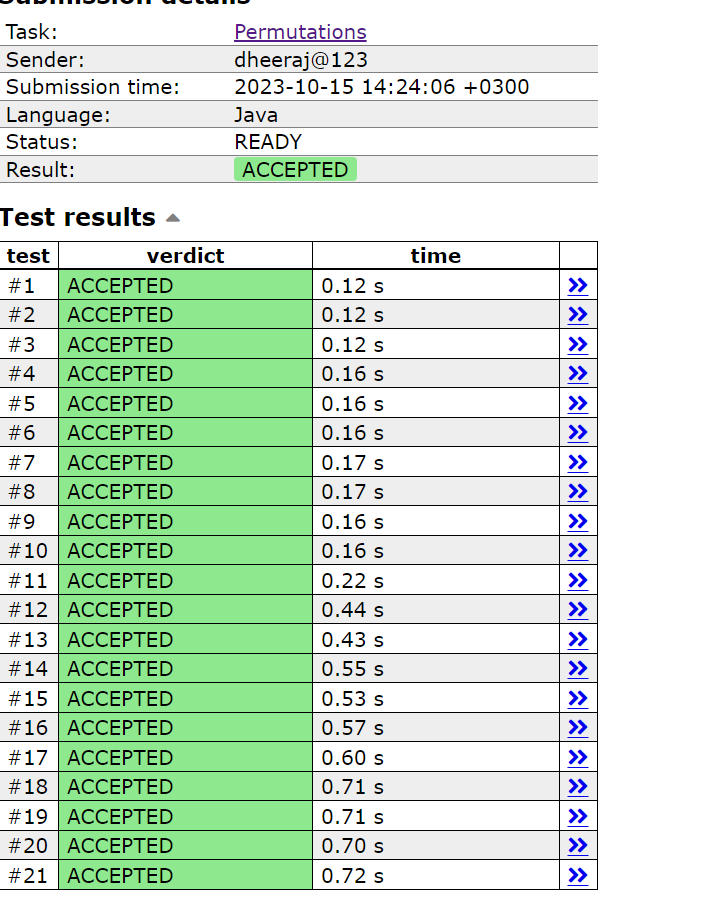 Submission details
Task: Permutations
Sender: dheeraj@123
Submission time: 2023-10-15 14:24:06 +0300
Language: Java
Status: READY
Result: ACCEPTED
Test results
test verdict time
#1 ACCEPTED 0.12 s »
#2 ACCEPTED 0.12 s »
#3 ACCEPTED 0.12 s »
#4 ACCEPTED 0.16 s »
#5 ACCEPTED 0.16 s »
#6 ACCEPTED 0.16 s »
#7 ACCEPTED 0.17 s »
#8 ACCEPTED 0.17 s »
#9 ACCEPTED 0.16 s »
#10 ACCEPTED 0.16 s »
#11 ACCEPTED 0.22 s »
#12 ACCEPTED 0.44 s »
#13 ACCEPTED 0.43 s »
#14 ACCEPTED 0.55 s »
#15 ACCEPTED 0.53 s »
#16 ACCEPTED 0.57 s »
#17 ACCEPTED 0.60 s »
#18 ACCEPTED 0.71 s »
#19 ACCEPTED 0.71 s »
#20 ACCEPTED 0.70 s »
#21 ACCEPTED 0.72 s »